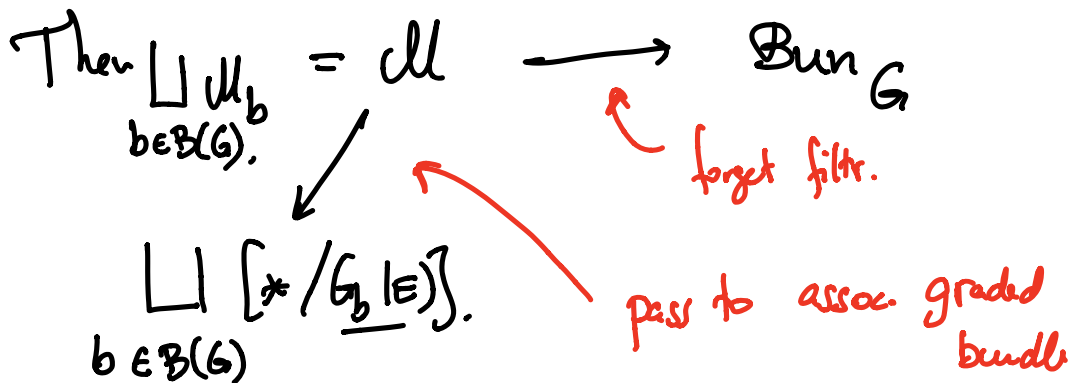 Then ⊔ 𝓜_b = 𝓜 ⟶ Bun_G
b∈B(G).
forget filtr.
⊔ [* / G_b(E)].
b∈B(G)
pass to assoc. graded
bundle